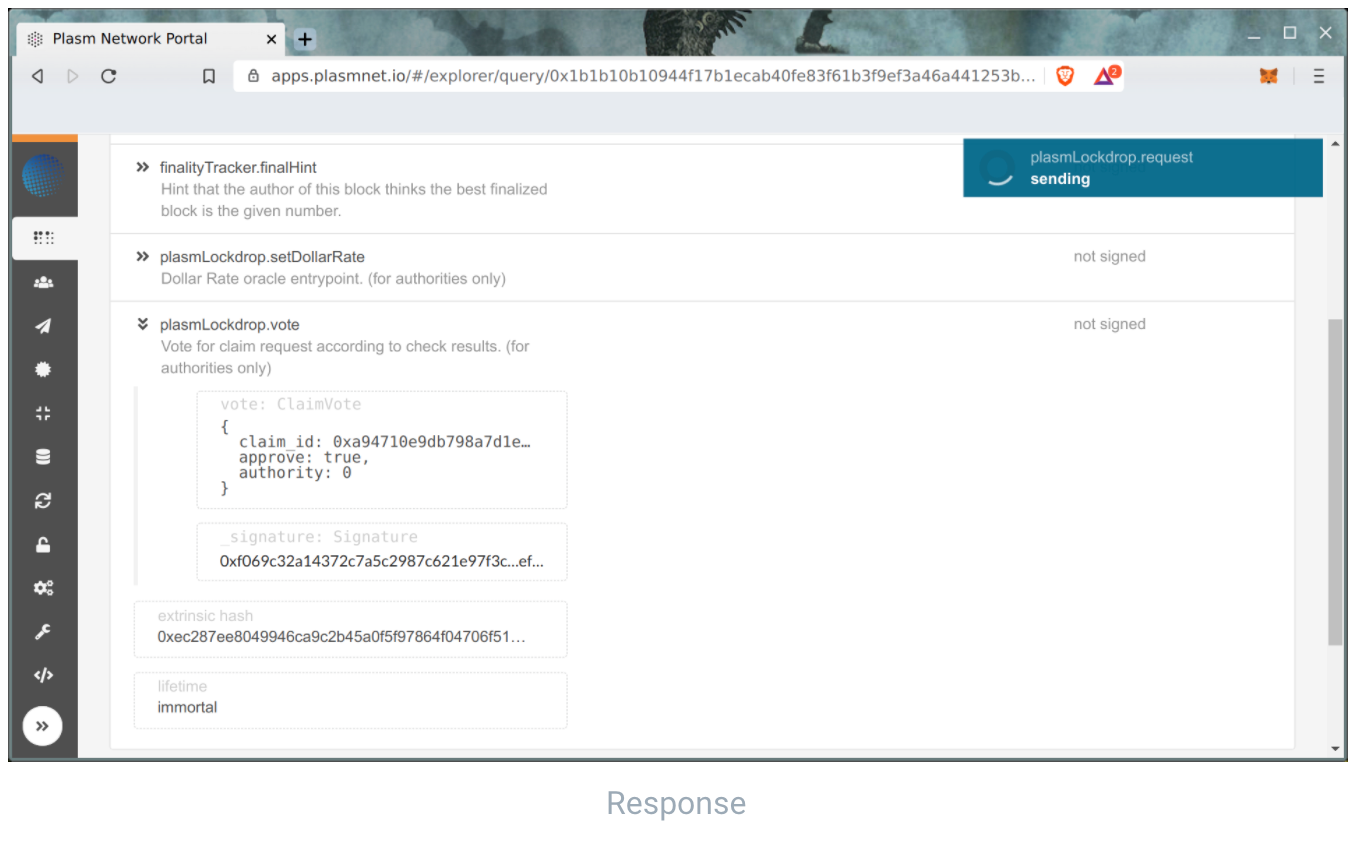 Plasm Network Portal
apps.plasmnet.io/#/explorer/query/0x1b1b10b10944f17b1ecab40fe83f61b3f9ef3a46a441253b...
2
plasmLockdrop.request
sending
finalityTracker.finalHint
Hint that the author of this block thinks the best finalized
block is the given number.
plasmLockdrop.setDollarRate
not signed
Dollar Rate oracle entrypoint. (for authorities only)
plasmLockdrop.vote
not signed
Vote for claim request according to check results. (for
authorities only)
vote: ClaimVote
{
claim_id: 0xa94710e9db798a7d1e…
approve: true,
authority: 0
}
_signature: Signature
0xf069c32a14372c7a5c2987c621e97f3c...ef...
extrinsic hash
0xec287ee8049946ca9c2b45a0f5f97864f04706f51…
lifetime
immortal
Response